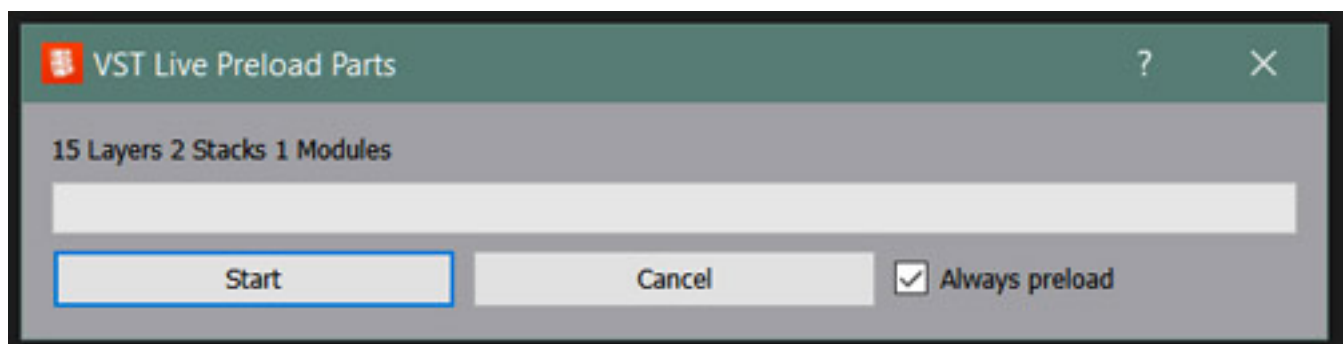 VST Live Preload Parts ?
15 Layers 2 Stacks 1 Modules
Start Cancel Always preload